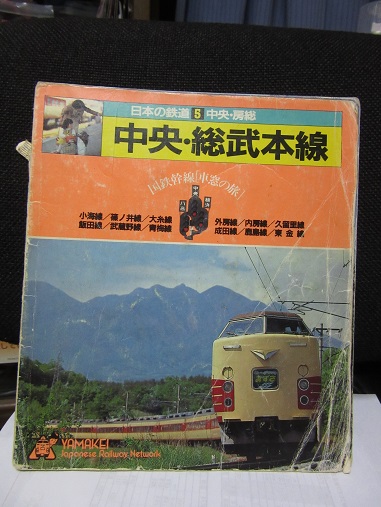 日本の鉄道 5 中央・房総
中央・総武本線
国鉄幹線「車窓の旅」
小海線/篠ノ井線/大糸線
飯田線/武蔵野線/青梅線
外房線/内房線/久留里線
成田線/鹿島線/東金線
あずさ
YAMAKEI
Japanese Railway Network